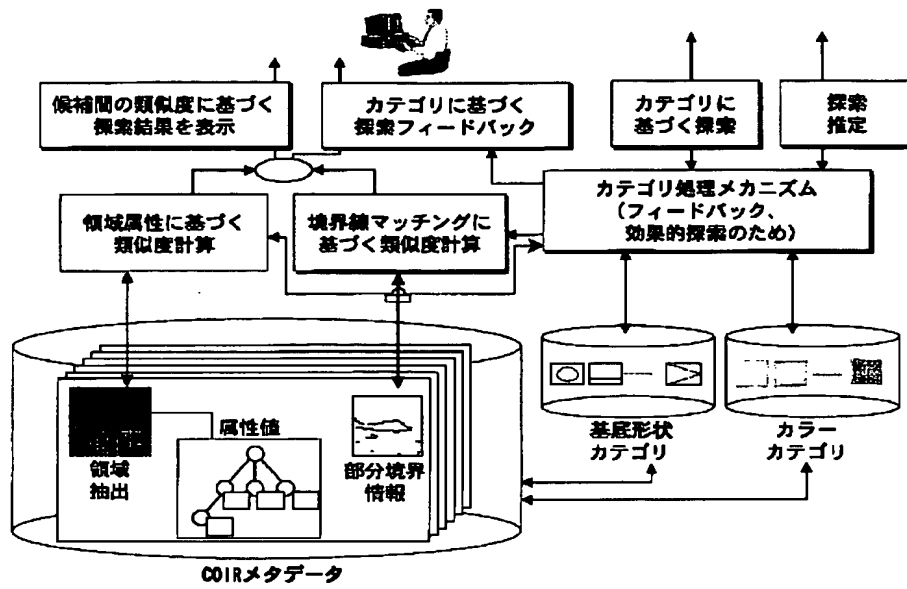 候補間の類似度に基づく
探索結果を表示
カテゴリに基づく
探索フィードバック
カテゴリに
基づく探索
探索
推定
領域属性に基づく
類似度計算
境界線マッチングに
基づく類似度計算
カテゴリ処理メカニズム
(フィードバック、
効果的探索のため)
領域
抽出
属性値
部分境界
情報
基底形状
カテゴリ
カラー
カテゴリ
COIRメタデータ